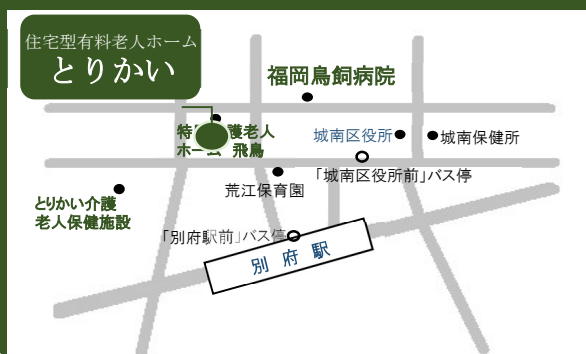 住宅型有料老人ホーム
とりかい
福岡鳥飼病院
特 護老人
ホーム 飛鳥
城南区役所
城南保健所
「城南区役所前」バス停
荒江保育園
とりかい介護
老人保健施設
「別府駅前」バス停
別府駅